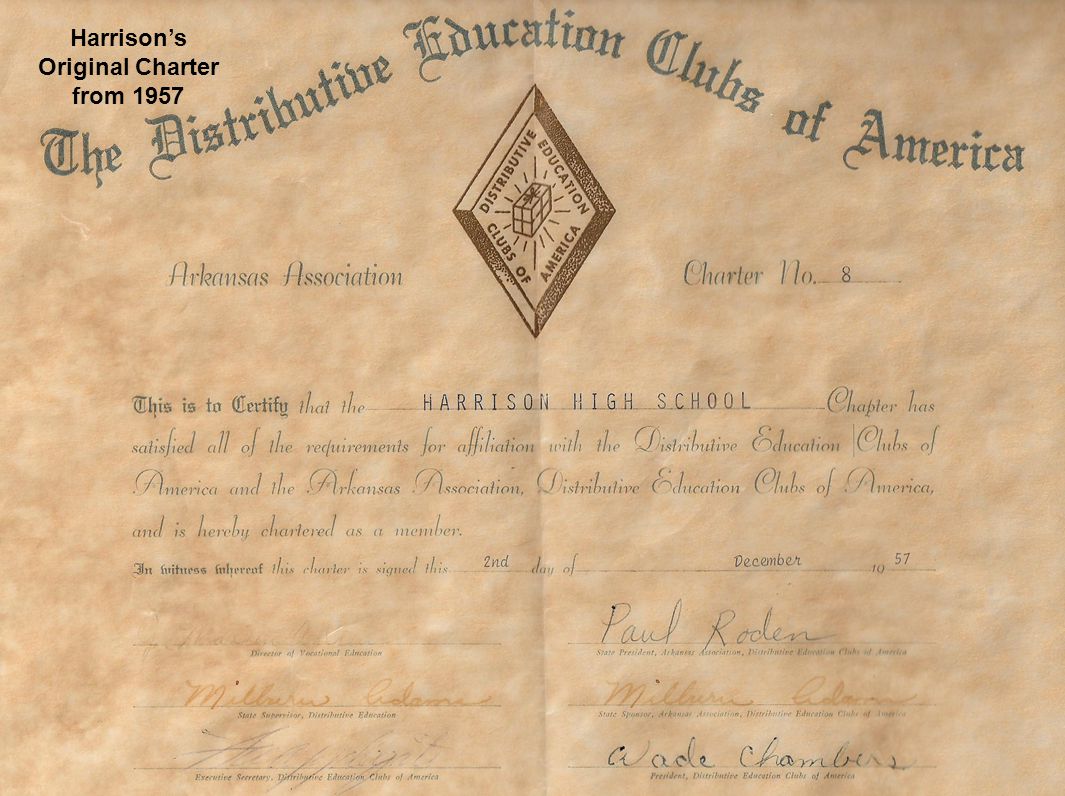 Harrison’s
Original Charter
from 1957
The Distributive Education Clubs of America
DISTRIBUTIVE EDUCATION
CLUBS OF AMERICA
Arkansas Association
Charter No. 8
This is to Certify that the HARRISON HIGH SCHOOL Chapter has
satisfied all of the requirements for affiliation with the Distributive Education Clubs of
America and the Arkansas Association, Distributive Education Clubs of America,
and is hereby chartered as a member.
In witness whereof this charter is signed this 2nd day of December 19 57
Paul Roden
Director of Vocational Education
State President, Arkansas Association, Distributive Education Clubs of America
Milburn Adams
Milburn Adams
State Supervisor, Distributive Education
State Sponsor, Arkansas Association, Distributive Education Clubs of America
Wade Chambers
Executive Secretary, Distributive Education Clubs of America
President, Distributive Education Clubs of America